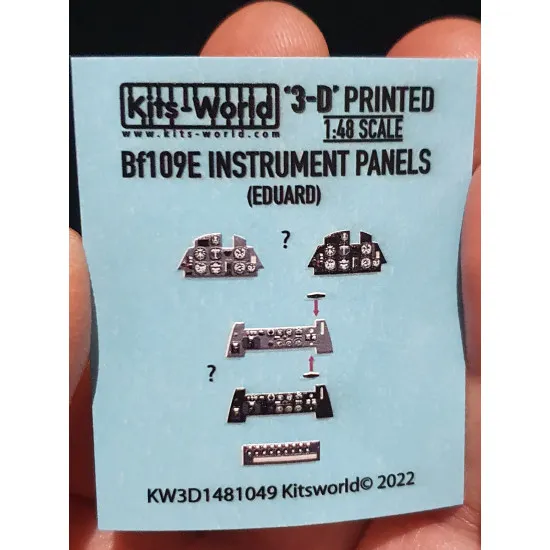 Kits-World '3-D' PRINTED
www.kits-world.com 1:48 SCALE
Bf109E INSTRUMENT PANELS
(EDUARD)
?
?
KW3D1481049 Kitsworld© 2022